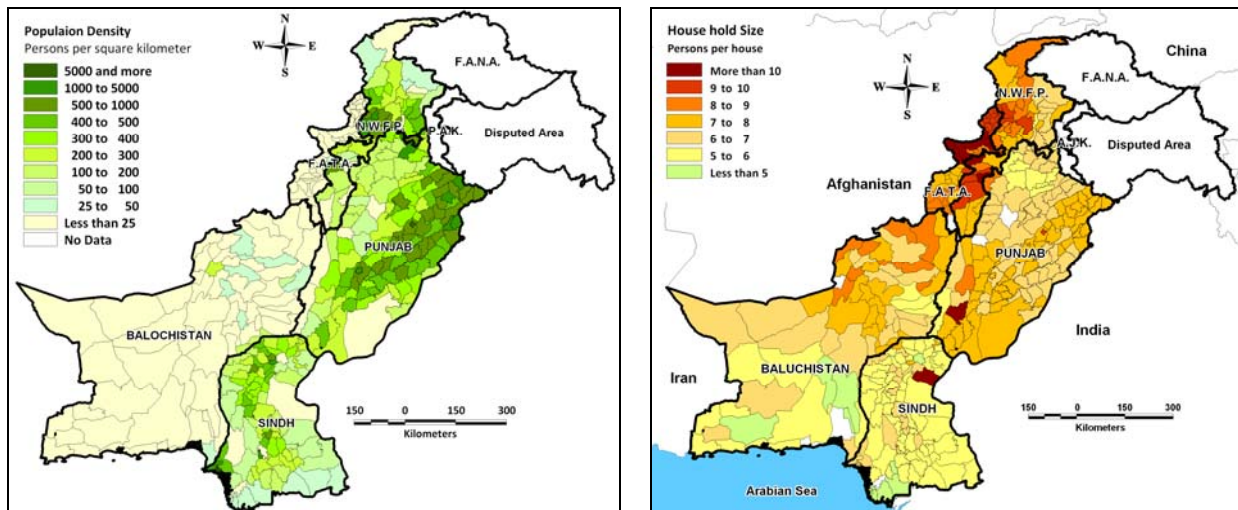 Populaion Density
Persons per square kilometer
5000 and more
1000 to 5000
500 to 1000
400 to 500
300 to 400
200 to 300
100 to 200
50 to 100
25 to 50
Less than 25
No Data
N
W E
S
F.A.N.A.
N.W.F.P.
P.A.K.
Disputed Area
F.A.T.A.
PUNJAB
BALOCHISTAN
SINDH
150 0 150 300
Kilometers
House hold Size
Persons per house
More than 10
9 to 10
8 to 9
7 to 8
6 to 7
5 to 6
Less than 5
N
W E
S
China
F.A.N.A.
N.W.F.P.
A.J.K.
Disputed Area
Afghanistan
F.A.T.A.
PUNJAB
India
Iran
BALUCHISTAN
SINDH
150 0 150 300
Kilometers
Arabian Sea